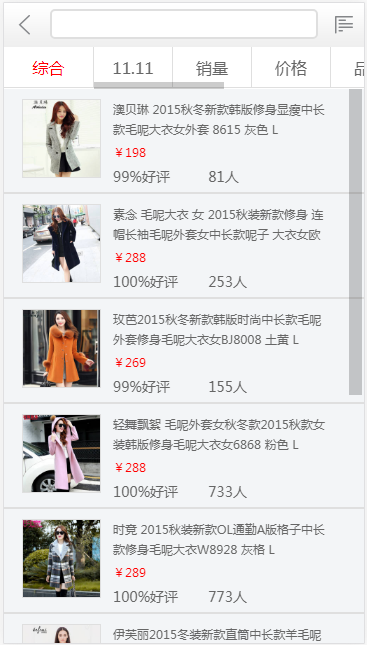 综合 11.11 销量 价格
澳贝琳 2015秋冬新款韩版修身显瘦中长
款毛呢大衣女外套 8615 灰色 L
￥198
99%好评 81人
素念 毛呢大衣 女 2015秋装新款修身 连
帽长袖毛呢外套女中长款呢子 大衣女欧
￥288
100%好评 253人
玫芭2015秋冬新款韩版时尚中长款毛呢
外套修身毛呢大衣女BJ8008 土黄 L
￥269
99%好评 155人
轻舞飘絮 毛呢外套女秋冬款2015秋款女
装韩版修身毛呢大衣女6868 粉色 L
￥288
100%好评 733人
时竞 2015秋装新款OL通勤A版格子中长
款修身毛呢大衣W8928 灰格 L
￥289
100%好评 773人
伊芙丽2015冬装新款直筒中长款羊毛呢